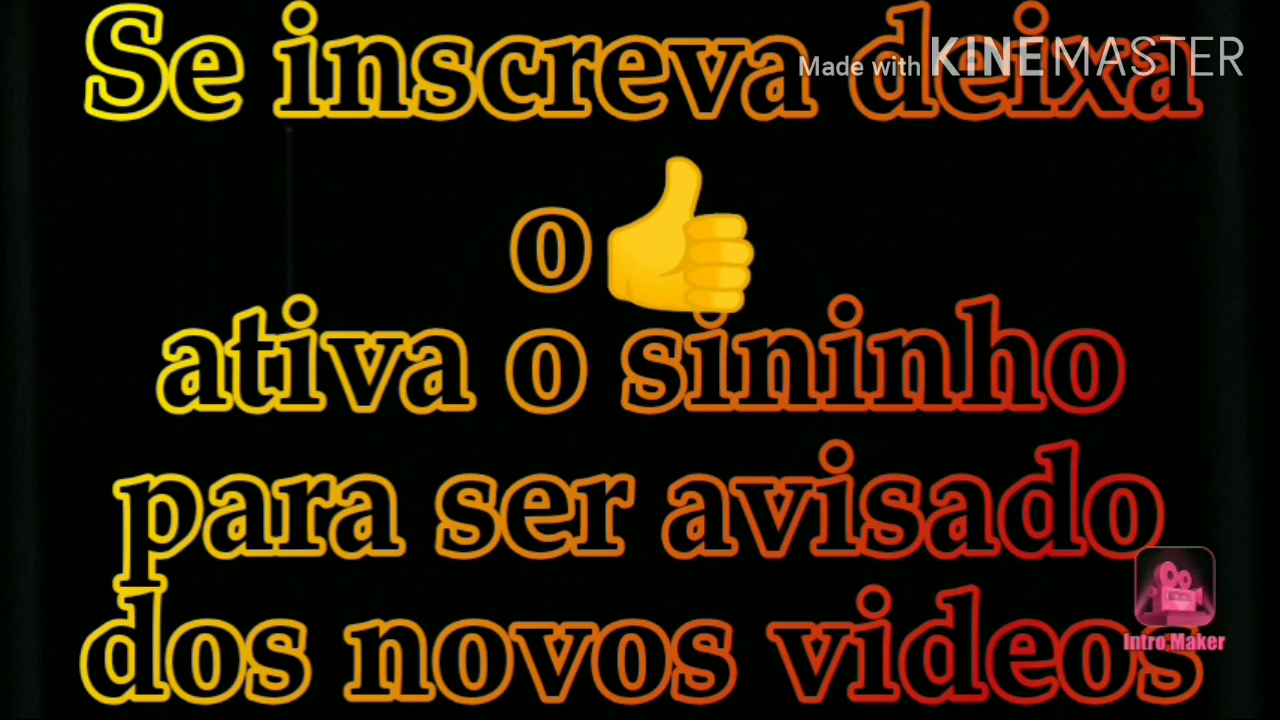 Se inscreva deixa
Made with KINEMASTER
o👍
ativa o sininho
para ser avisado
dos novos videos
Intro Maker